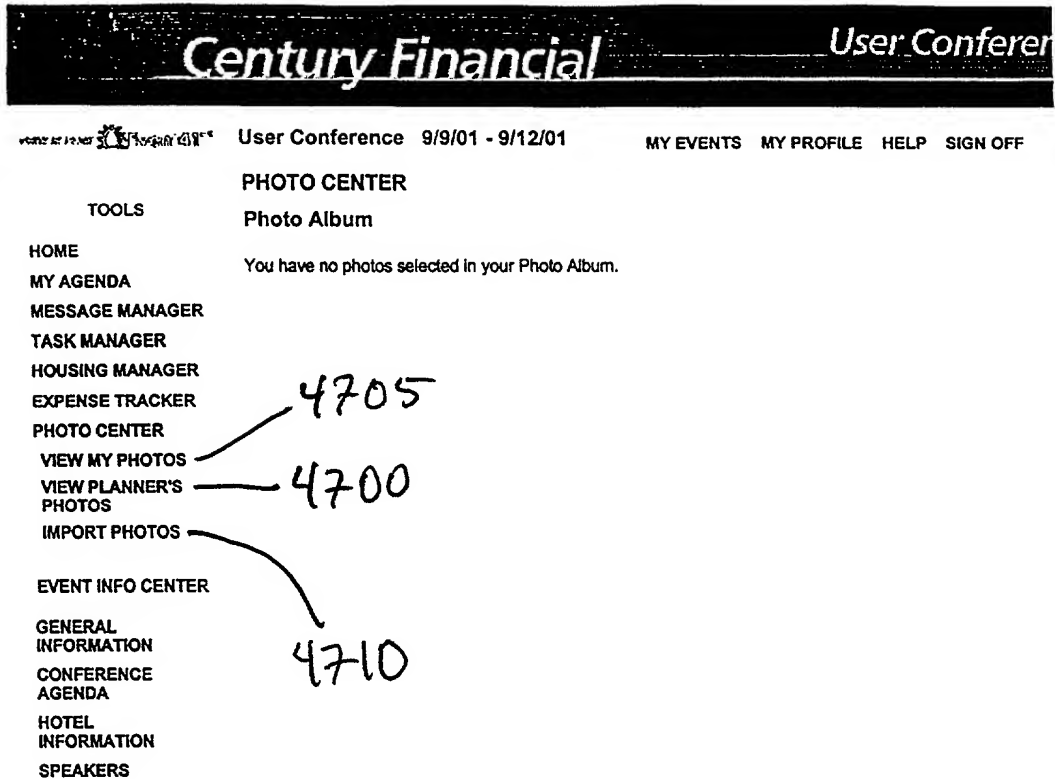 Century Financial
User Conferen
User Conference 9/9/01 - 9/12/01
MY EVENTS MY PROFILE HELP SIGN OFF
PHOTO CENTER
Photo Album
You have no photos selected in your Photo Album.
TOOLS
HOME
MY AGENDA
MESSAGE MANAGER
TASK MANAGER
HOUSING MANAGER
EXPENSE TRACKER
PHOTO CENTER
VIEW MY PHOTOS
4705
VIEW PLANNER'S
PHOTOS
4700
IMPORT PHOTOS
4710
EVENT INFO CENTER
GENERAL
INFORMATION
CONFERENCE
AGENDA
HOTEL
INFORMATION
SPEAKERS